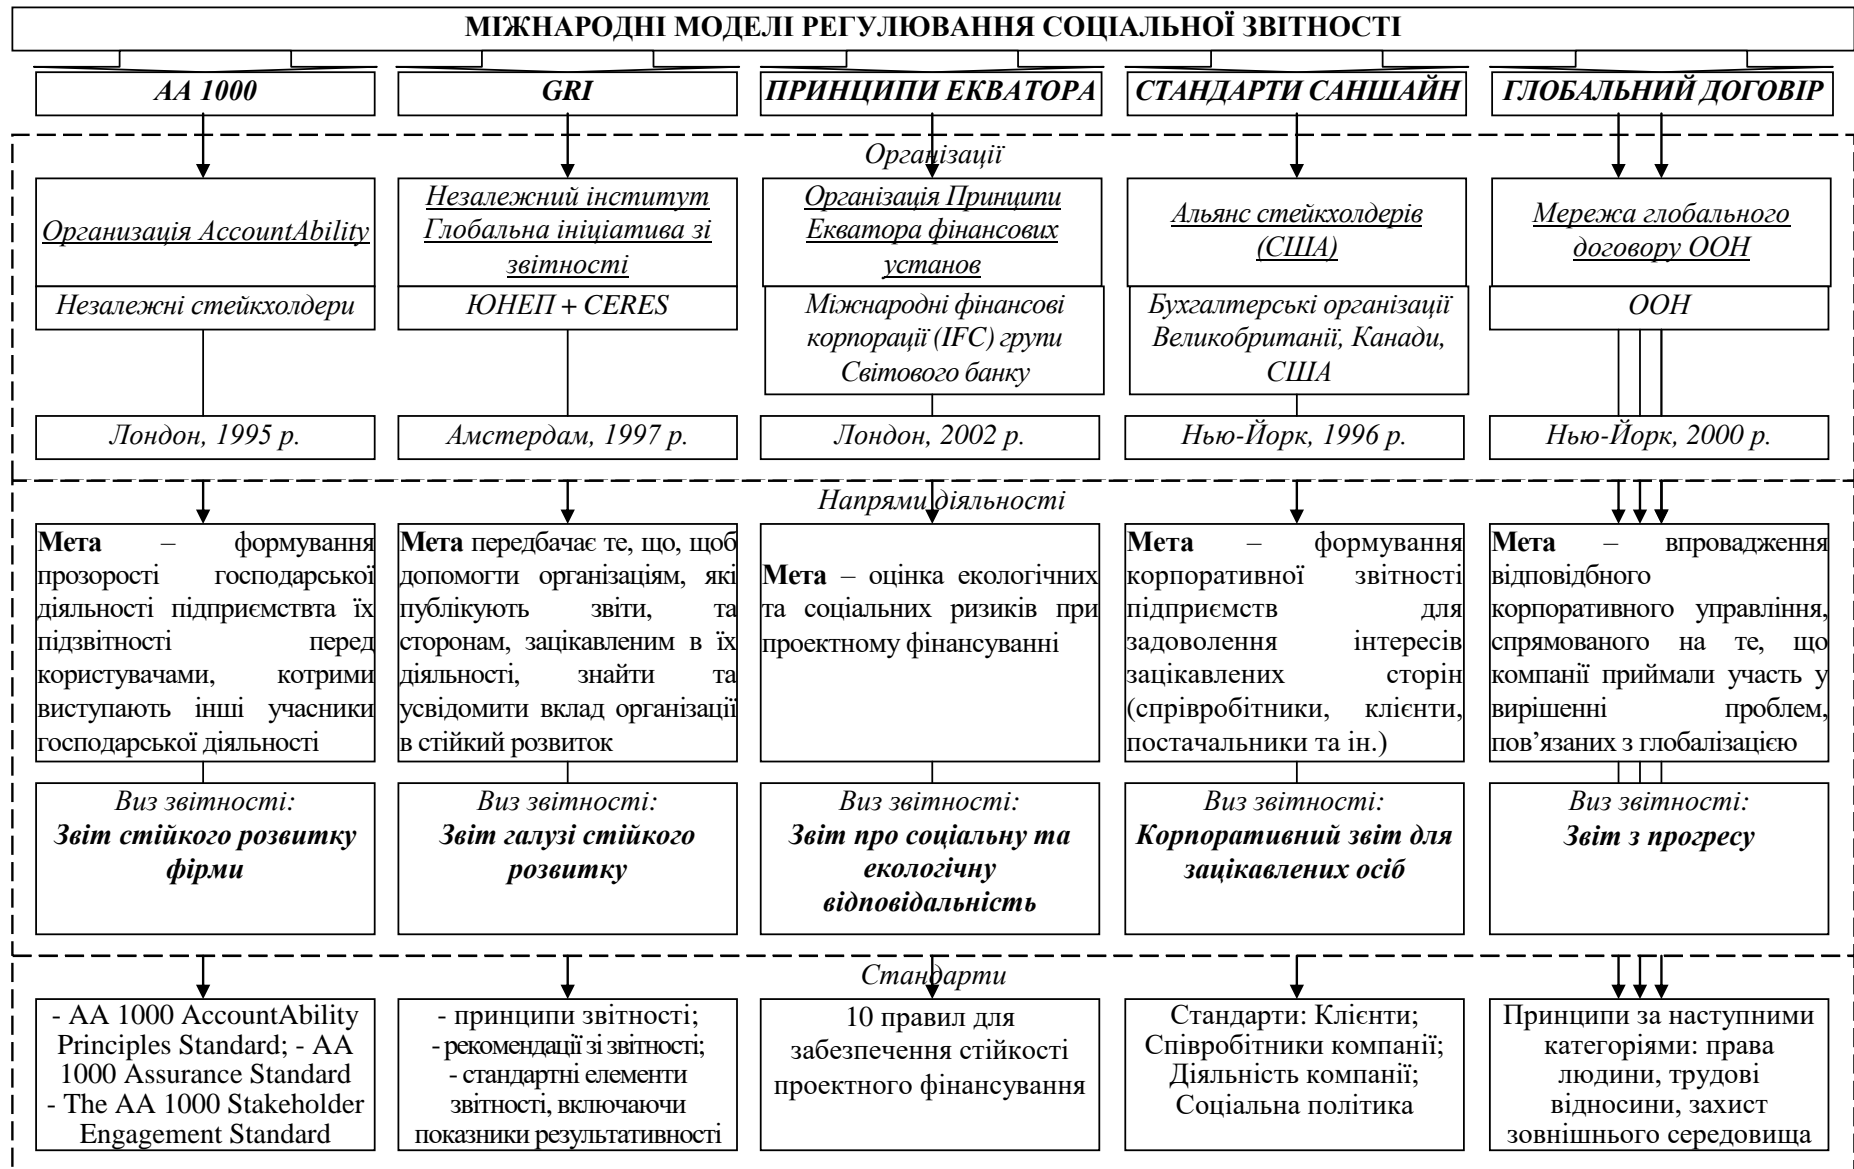 МІЖНАРОДНІ МОДЕЛІ РЕГУЛЮВАННЯ СОЦІАЛЬНОЇ ЗВІТНОСТІ
АА 1000
GRI
ПРИНЦИПИ ЕКВАТОРА
СТАНДАРТИ САНШАЙН
ГЛОБАЛЬНИЙ ДОГОВІР
Організації
Организація AccountAbility
Незалежний інститут
Глобальна ініціатива зі
звітності
Організація Принципи
Екватора фінансових
установ
Альянс стейкхолдерів
(США)
Мережа глобального
договору ООН
Незалежні стейкхолдери
ЮНЕП + CERES
Міжнародні фінансові
корпорації (IFC) групи
Світового банку
Бухгалтерські організації
Великобританії, Канади,
США
ООН
Лондон, 1995 р.
Амстердам, 1997 р.
Лондон, 2002 р.
Нью-Йорк, 1996 р.
Нью-Йорк, 2000 р.
Напрями діяльності
Мета – формування
прозорості господарської
діяльності підприємствта їх
підзвітності перед
користувачами, котрими
виступають інші учасники
господарської діяльності
Мета передбачає те, що, щоб
допомогти організаціям, які
публікують звіти, та
сторонам, зацікавленим в їх
діяльності, знайти та
усвідомити вклад організації
в стійкий розвиток
Мета – оцінка екологічних
та соціальних ризиків при
проектному фінансуванні
Мета – формування
корпоративної звітності
підприємств для
задоволення інтересів
зацікавлених сторін
(спрівробітники, клієнти,
постачальники та ін.)
Мета – впровадження
відповідбного
корпоративного управління,
спрямованого на те, що
компанії приймали участь у
вирішенні проблем,
пов’язаних з глобалізацією
Виз звітності:
Звіт стійкого розвитку
фірми
Виз звітності:
Звіт галузі стійкого
розвитку
Виз звітності:
Звіт про соціальну та
екологічну
відповідальність
Виз звітності:
Корпоративний звіт для
зацікавлених осіб
Виз звітності:
Звіт з прогресу
Стандарти
- AA 1000 AccountAbility
Principles Standard; - AA
1000 Assurance Standard
- The AA 1000 Stakeholder
Engagement Standard
- принципи звітності;
- рекомендації зі звітності;
- стандартні елементи
звітності, включаючи
показники результативності
10 правил для
забезпечення стійкості
проектного фінансування
Стандарти: Клієнти;
Співробітники компанії;
Діяльність компанії;
Соціальна політика
Принципи за наступними
категоріями: права
людини, трудові
відносини, захист
зовнішнього середовища